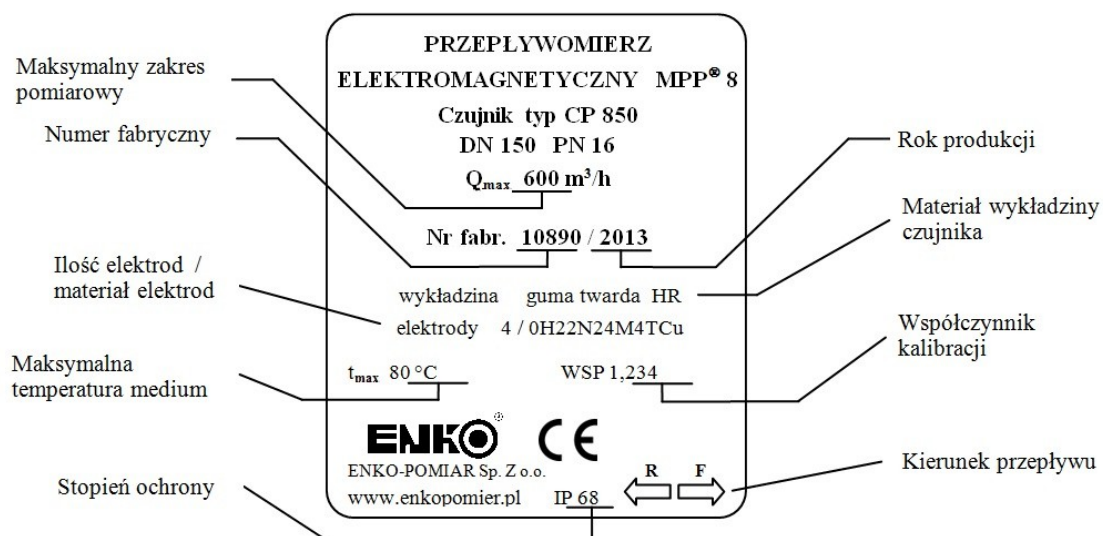 PRZEPŁYWOMIERZ
ELEKTROMAGNETYCZNY MPP® 8
Czujnik typ CP 850
DN 150 PN 16
Qmax 600 m³/h
Nr fabr. 10890 / 2013
wykładzina guma twarda HR
elektrody 4 / 0H22N24M4TCu
tmax 80 °C WSP 1,234
ENKO® CE
ENKO-POMIAR Sp. Z o.o.
R F
www.enkopomier.pl IP 68
Maksymalny zakres
pomiarowy
Numer fabryczny
Ilość elektrod /
materiał elektrod
Maksymalna
temperatura medium
Stopień ochrony
Rok produkcji
Materiał wykładziny
czujnika
Współczynnik
kalibracji
Kierunek przepływu